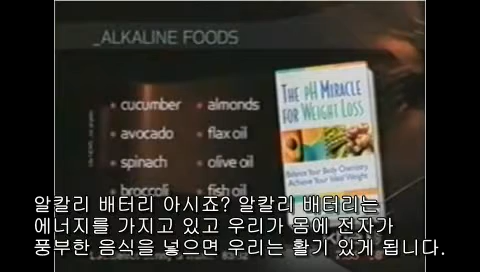 _ALKALINE FOODS
cucumber
almonds
avocado
flax oil
spinach
olive oil
broccoli
fish oil
THE pH MIRACLE
FOR WEIGHT LOSS
Balance Your Body Chemistry,
Achieve Your Ideal Weight
알칼리 배터리 아시죠? 알칼리 배터리는
에너지를 가지고 있고 우리가 몸에 전자가
풍부한 음식을 넣으면 우리는 활기 있게 됩니다.